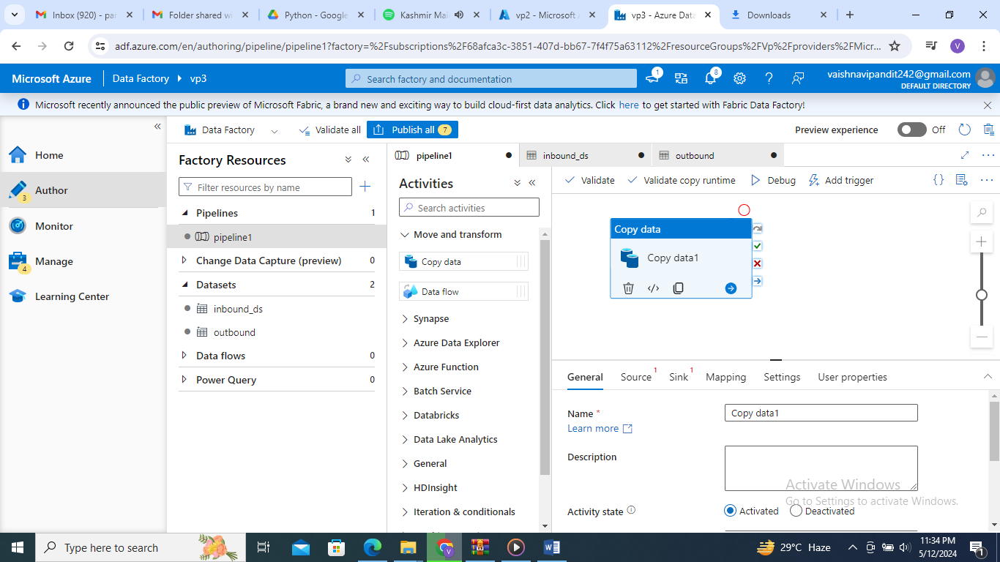 Inbox (920) - pa
Folder shared wi
Python - Google
Kashmir Mai
vp2 - Microsoft
vp3 - Azure Data
Downloads
adf.azure.com/en/authoring/pipeline/pipeline1?factory=%2Fsubscriptions%2F68afca3c-3851-407d-bb67-7f4f75a63112%2FresourceGroups%2FVp%2Fproviders%2FMicr...
V
Microsoft Azure
Data Factory
vp3
Search factory and documentation
1
8
vaishnavipandit242@gmail.com
DEFAULT DIRECTORY
Microsoft recently announced the public preview of Microsoft Fabric, a brand new and exciting way to build cloud-first data analytics. Click here to get started with Fabric Data Factory!
Home
Author
3
Monitor
Manage
4
Learning Center
Data Factory
Validate all
Publish all 7
Preview experience
Off
Factory Resources
Filter resources by name
Pipelines 1
pipeline1
Change Data Capture (preview) 0
Datasets 2
inbound_ds
outbound
Data flows 0
Power Query 0
pipeline1
inbound_ds
outbound
Activities
Search activities
Move and transform
Copy data
Data flow
Synapse
Azure Data Explorer
Azure Function
Batch Service
Databricks
Data Lake Analytics
General
HDInsight
Iteration & conditionals
Validate
Validate copy runtime
Debug
Add trigger
{}
Copy data
Copy data1
General
Source 1
Sink 1
Mapping
Settings
User properties
Name *
Copy data1
Learn more
Description
Activity state
Activated
Deactivated
Activate Windows
Go to Settings to activate Windows.
Type here to search
29°C Haze
11:34 PM
5/12/2024
1